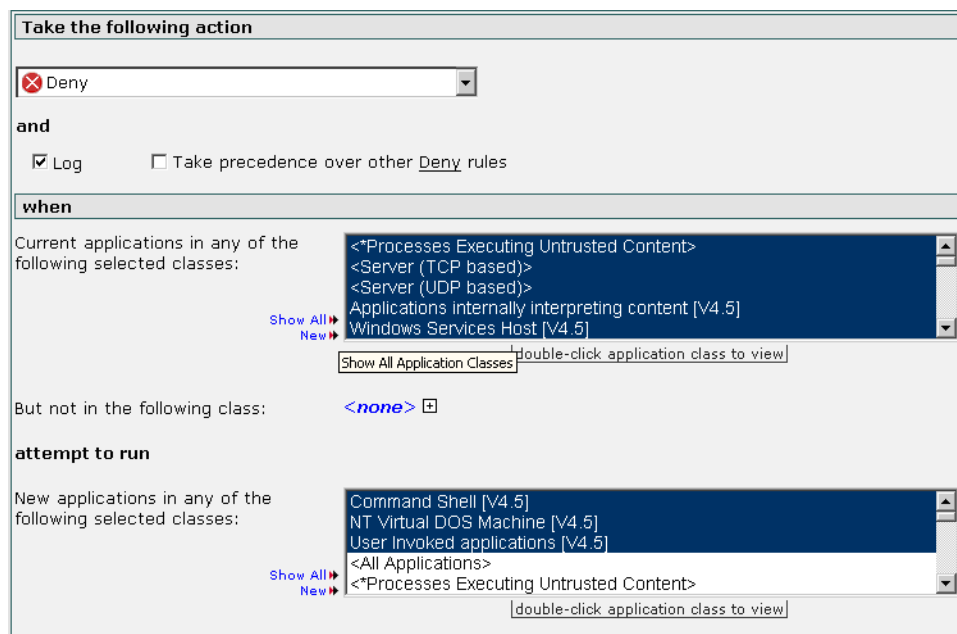 Take the following action
Deny
and
Log Take precedence over other Deny rules
when
Current applications in any of the
following selected classes:
<*Processes Executing Untrusted Content>
<Server (TCP based)>
<Server (UDP based)>
Applications internally interpreting content [V4.5]
Windows Services Host [V4.5]
Show All
New
double-click application class to view
Show All Application Classes
But not in the following class: <none>
attempt to run
New applications in any of the
following selected classes:
Command Shell [V4.5]
NT Virtual DOS Machine [V4.5]
User Invoked applications [V4.5]
<All Applications>
<*Processes Executing Untrusted Content>
Show All
New
double-click application class to view